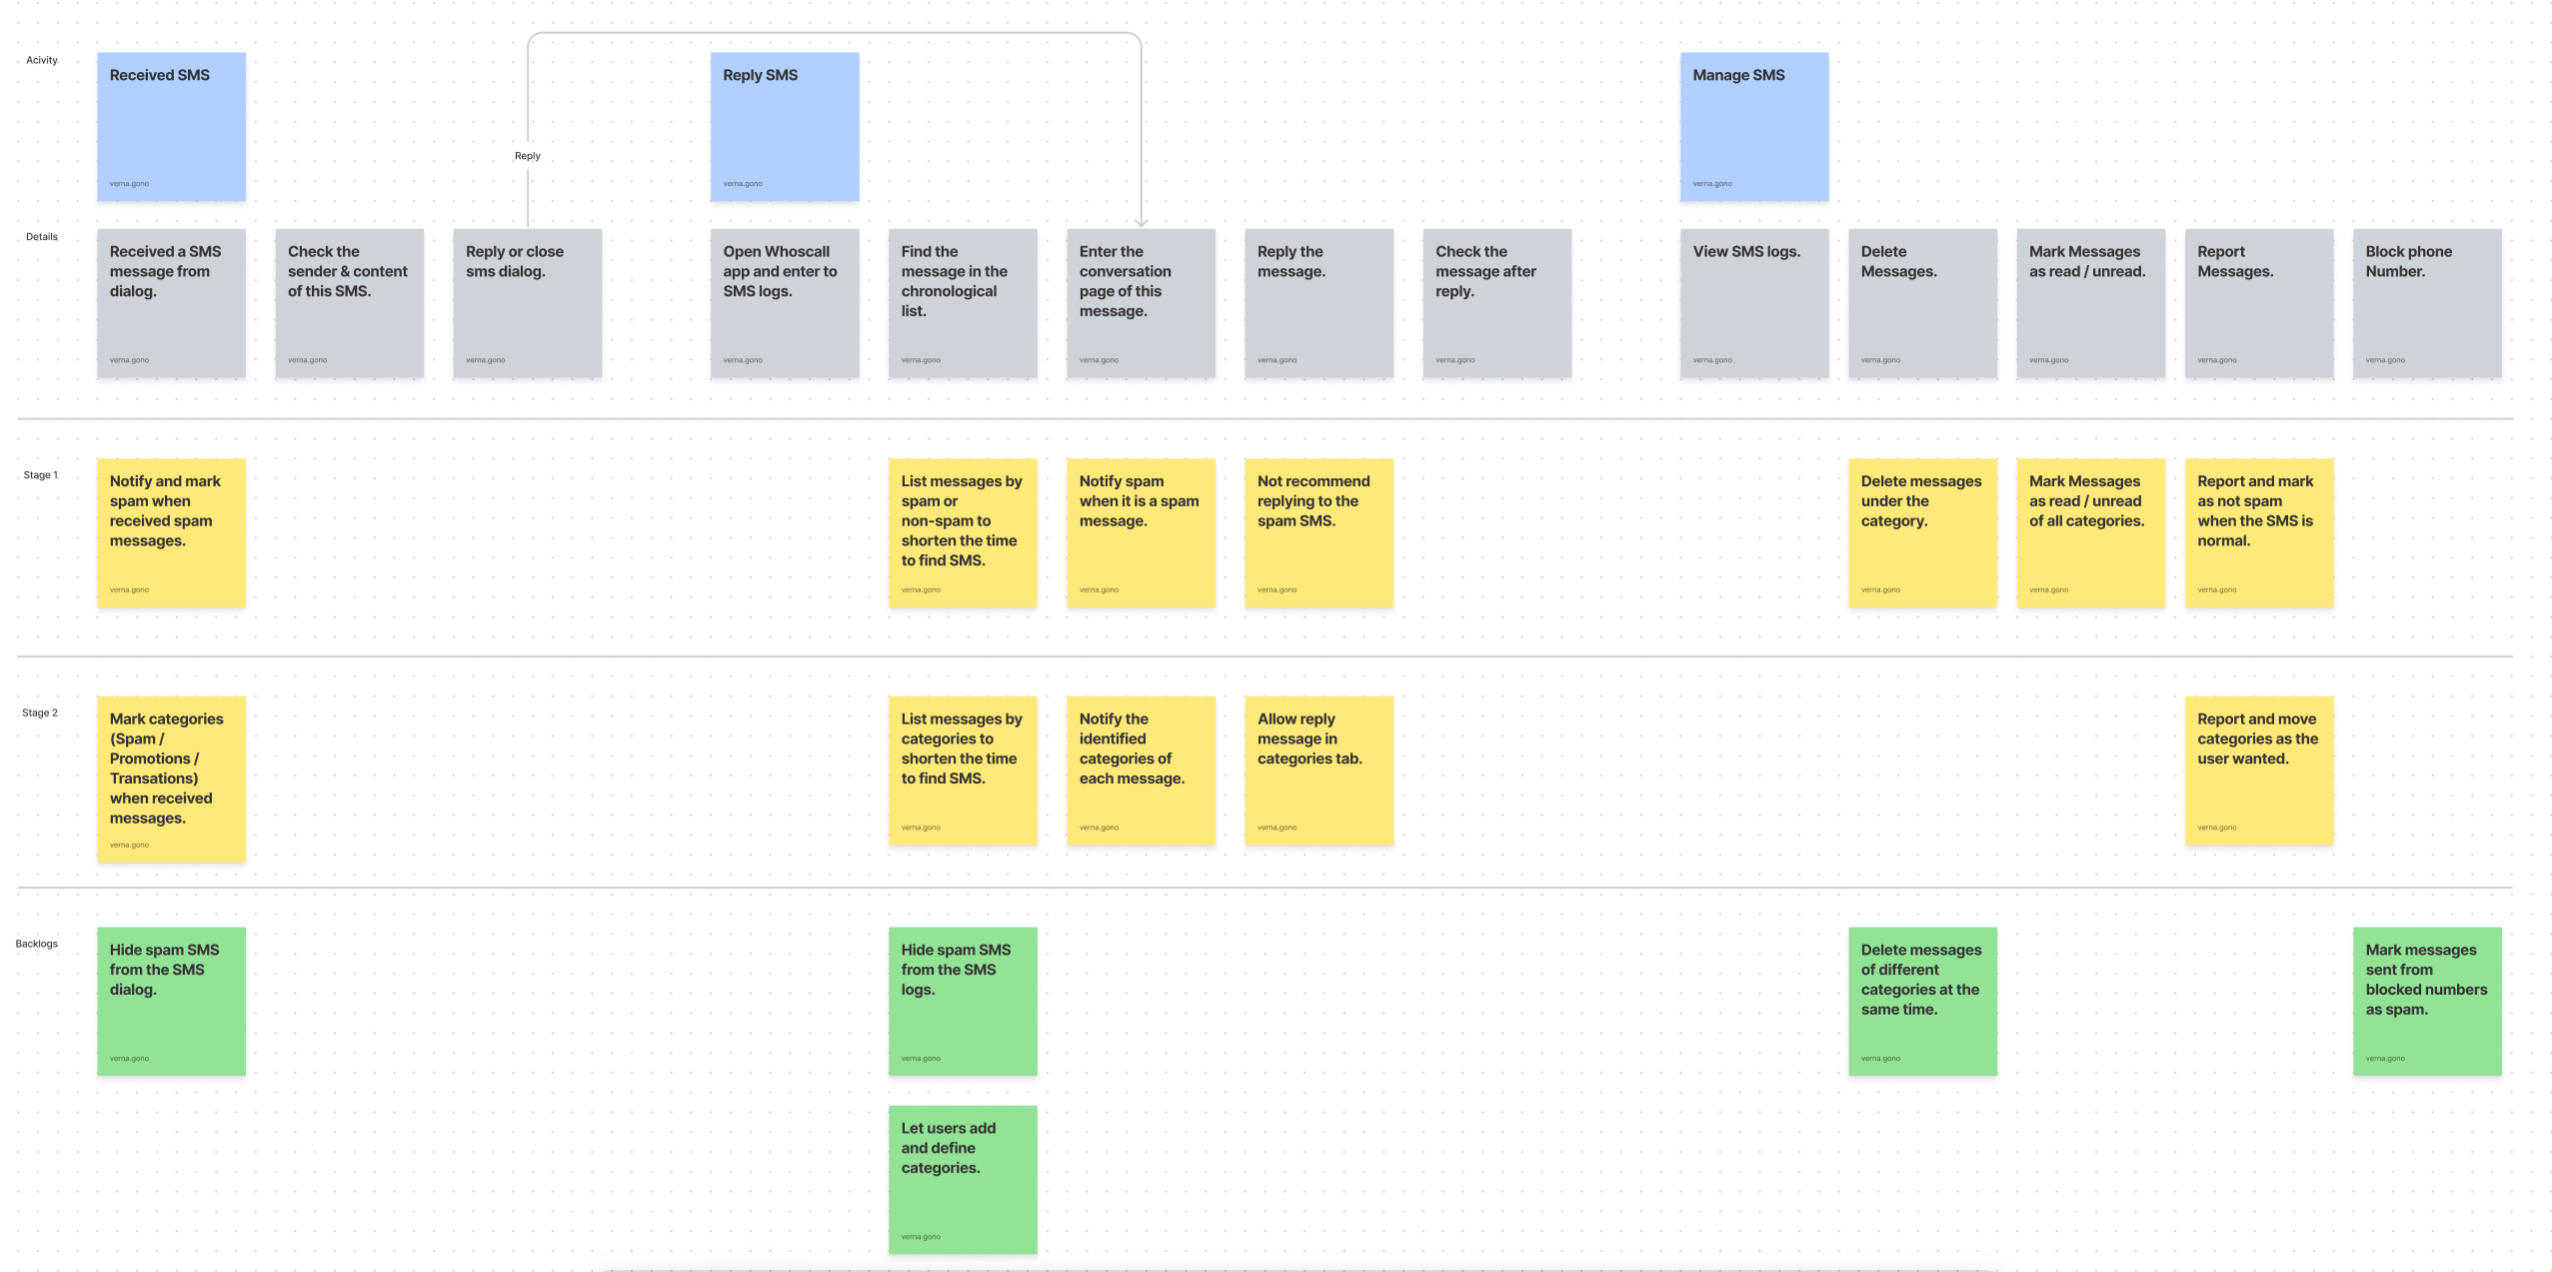 Acivity
Received SMS
verna.gono
Reply
Reply SMS
verna.gono
Manage SMS
verna.gono
Details
Received a SMS
message from
dialog.
verna.gono
Check the
sender & content
of this SMS.
verna.gono
Reply or close
sms dialog.
verna.gono
Open Whoscall
app and enter to
SMS logs.
verna.gono
Find the
message in the
chronological
list.
verna.gono
Enter the
conversation
page of this
message.
verna.gono
Reply the
message.
verna.gono
Check the
message after
reply.
verna.gono
View SMS logs.
verna.gono
Delete
Messages.
verna.gono
Mark Messages
as read / unread.
verna.gono
Report
Messages.
verna.gono
Block phone
Number.
verna.gono
Stage 1
Notify and mark
spam when
received spam
messages.
verna.gono
List messages by
spam or
non-spam to
shorten the time
to find SMS.
verna.gono
Notify spam
when it is a spam
message.
verna.gono
Not recommend
replying to the
spam SMS.
verna.gono
Delete messages
under the
category.
verna.gono
Mark Messages
as read / unread
of all categories.
verna.gono
Report and mark
as not spam
when the SMS is
normal.
verna.gono
Stage 2
Mark categories
(Spam /
Promotions /
Transations)
when received
messages.
verna.gono
List messages by
categories to
shorten the time
to find SMS.
verna.gono
Notify the
identified
categories of
each message.
verna.gono
Allow reply
message in
categories tab.
verna.gono
Report and move
categories as the
user wanted.
verna.gono
Backlogs
Hide spam SMS
from the SMS
dialog.
verna.gono
Hide spam SMS
from the SMS
logs.
verna.gono
Delete messages
of different
categories at the
same time.
verna.gono
Mark messages
sent from
blocked numbers
as spam.
verna.gono
Let users add
and define
categories.
verna.gono